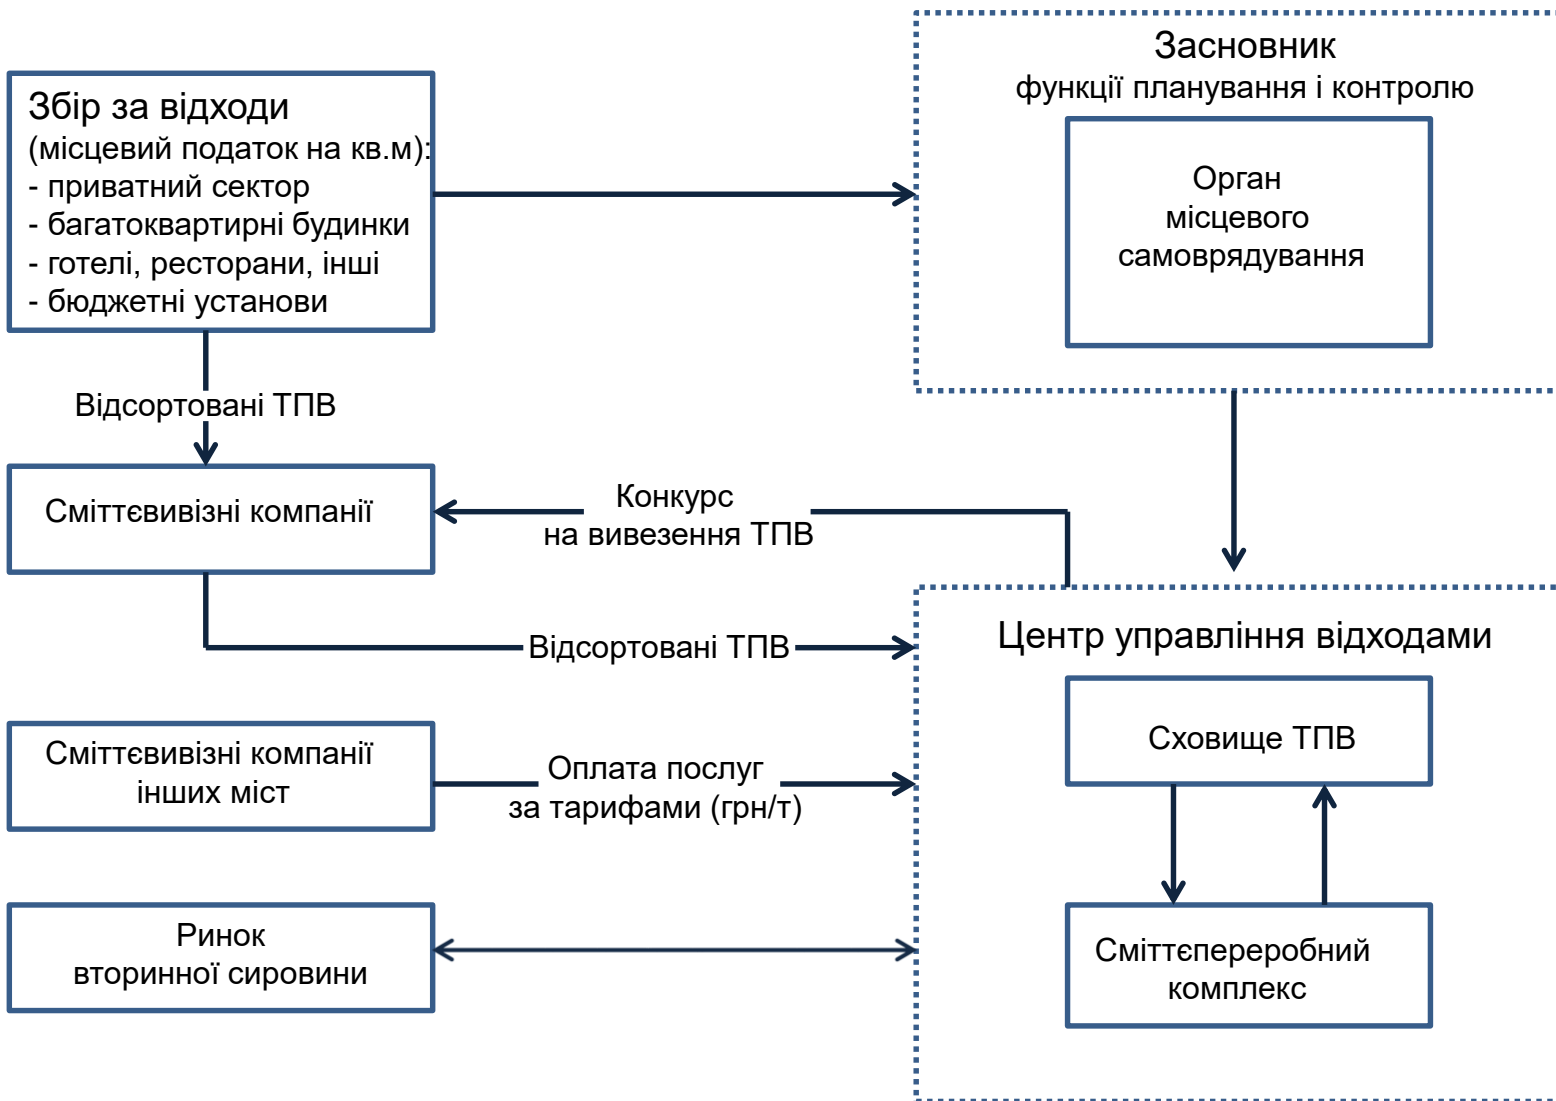 Збір за відходи
(місцевий податок на кв.м):
- приватний сектор
- багатоквартирні будинки
- готелі, ресторани, інші
- бюджетні установи
Засновник
функції планування і контролю
Орган
місцевого
самоврядування
Відсортовані ТПВ
Сміттєвивізні компанії
Конкурс
на вивезення ТПВ
Відсортовані ТПВ
Центр управління відходами
Сховище ТПВ
Сміттєвивізні компанії
інших міст
Оплата послуг
за тарифами (грн/т)
Ринок
вторинної сировини
Сміттєпереробний
комплекс